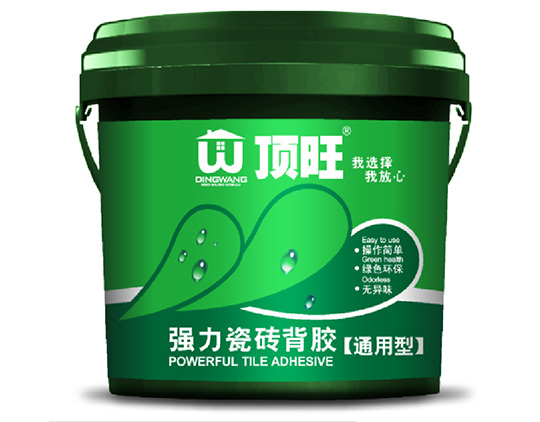 顶旺®
DINGWANG
我选择
我放心
Easy to use
操作简单
Green health
绿色环保
Odorless
无异味
强力瓷砖背胶【通用型】
POWERFUL TILE ADHESIVE